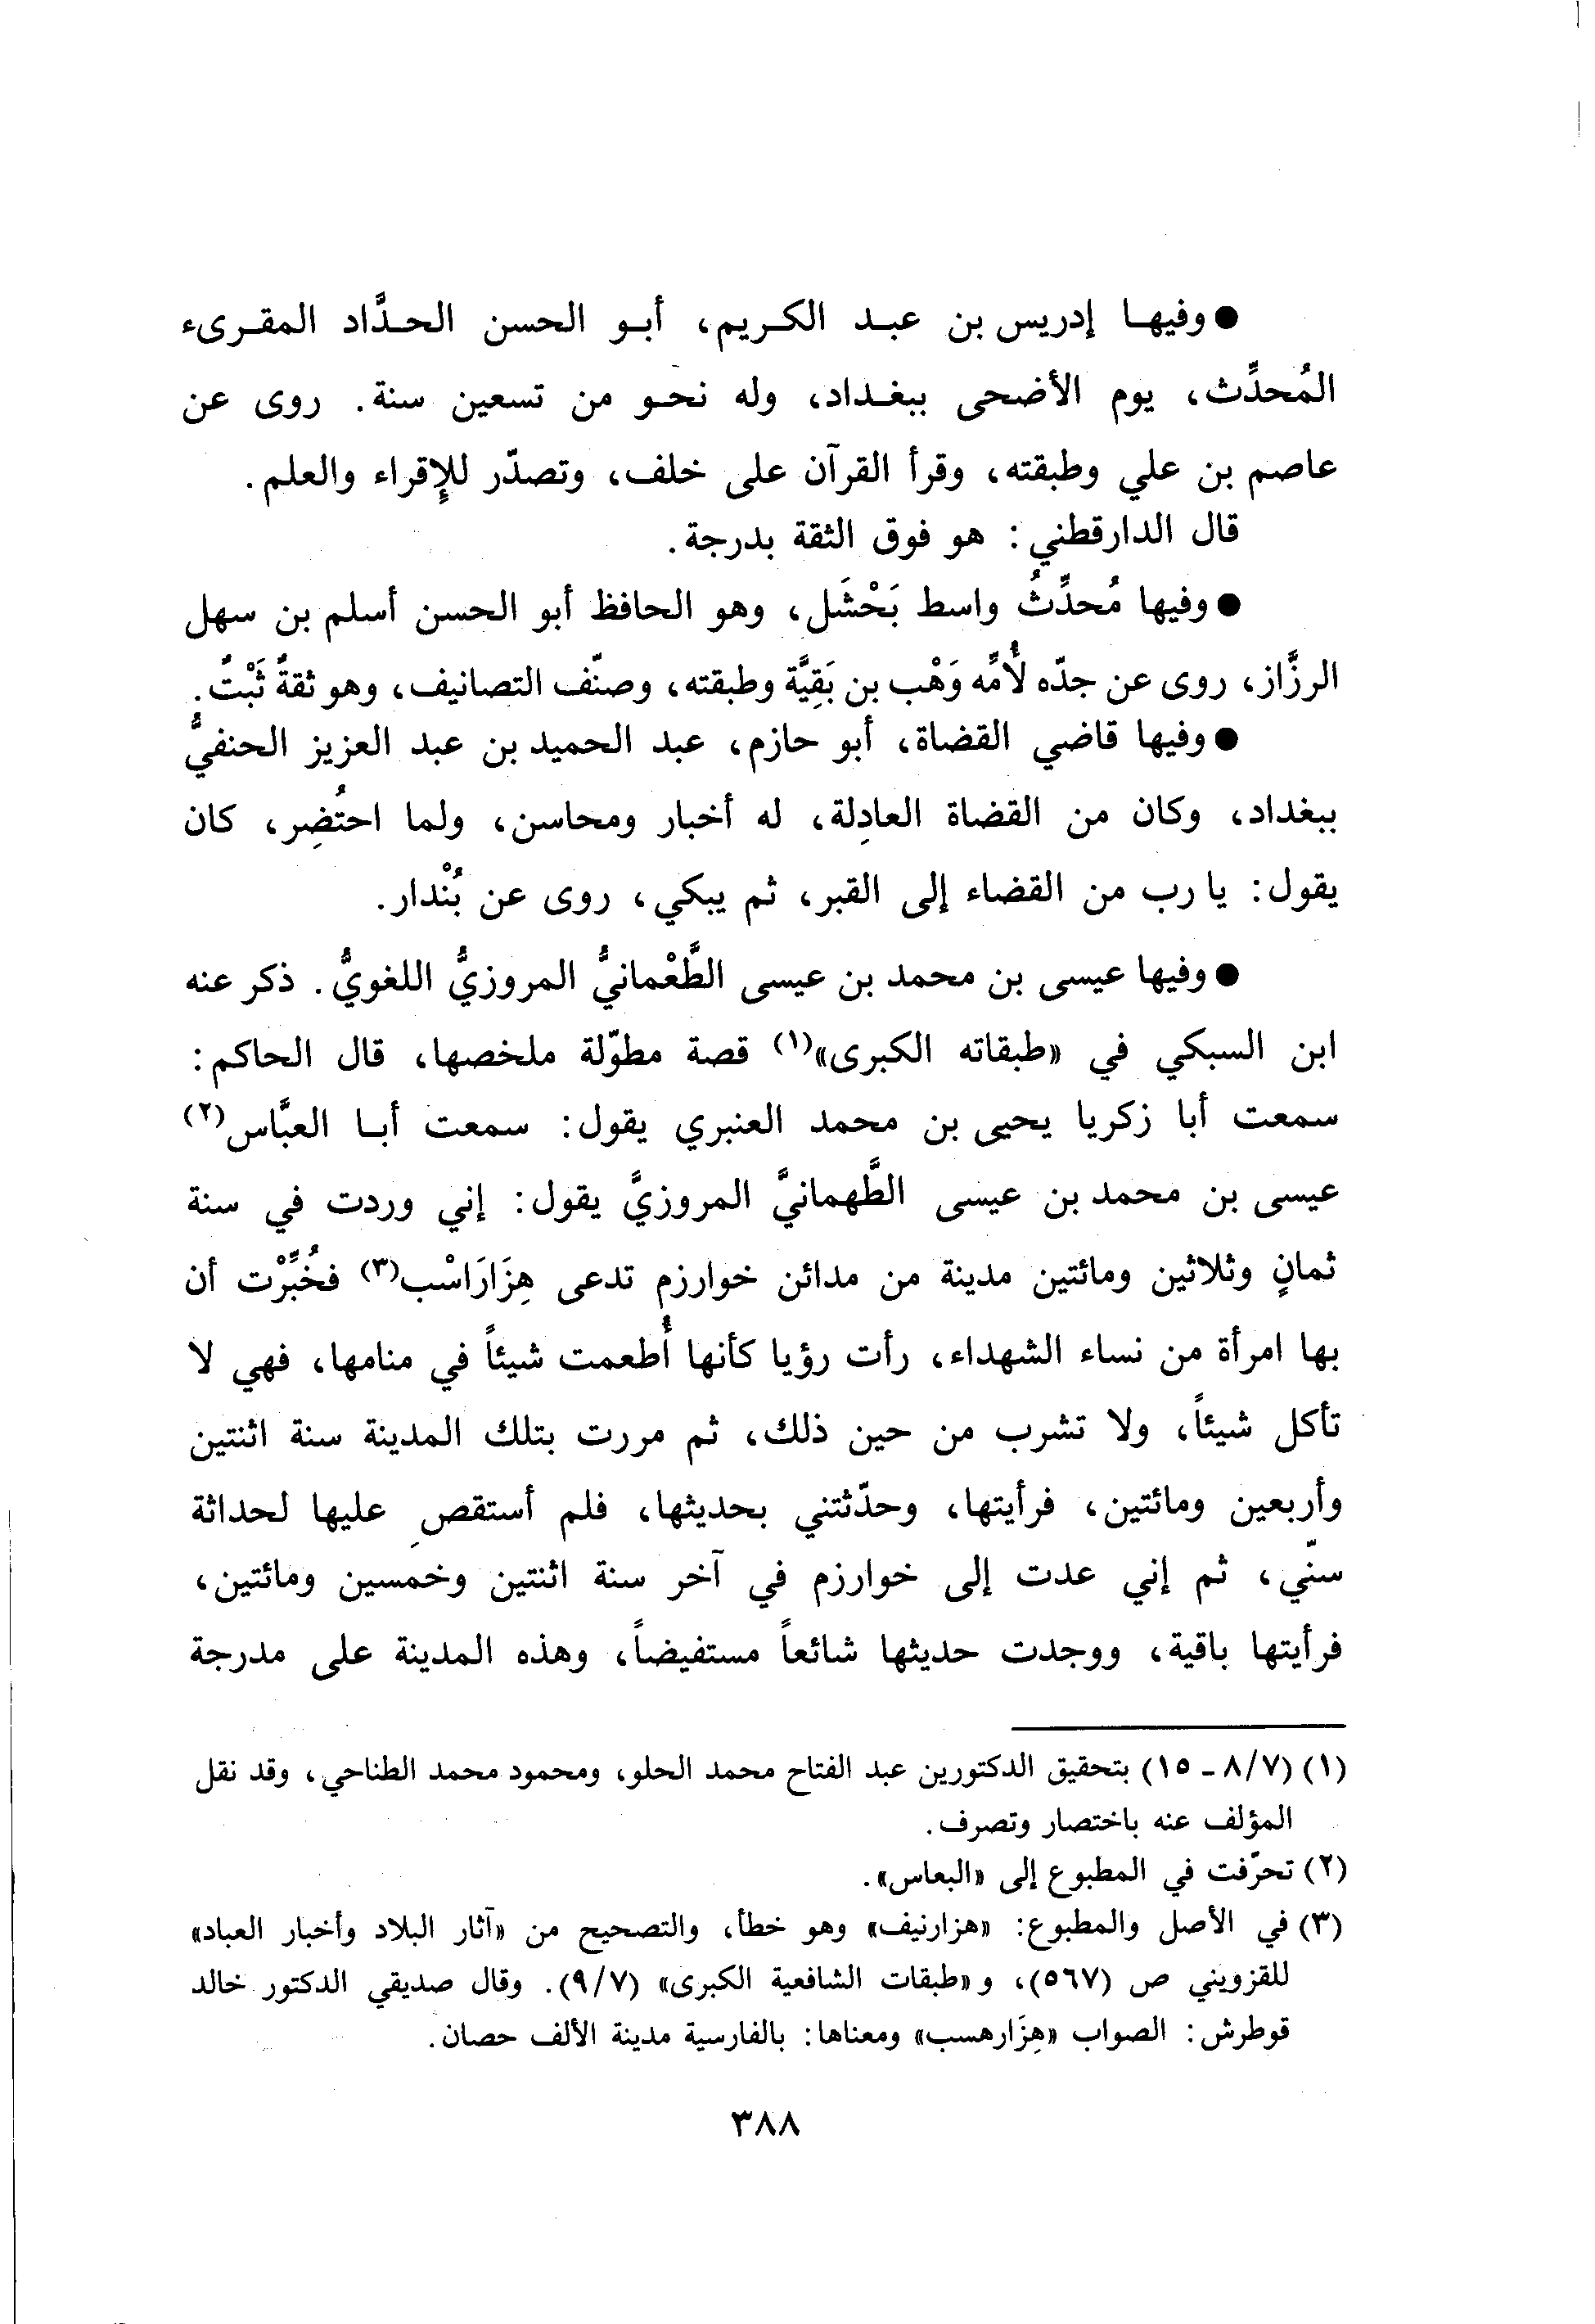 ● وفيها إدريس بن عبد الكريم، أبو الحسن الحدَّاد المقرىء
المُحدِّث، يوم الأضحى ببغداد، وله نحو من تسعين سنة. روى عن
عاصم بن علي وطبقته، وقرأ القرآن على خلف، وتصدّر للإِقراء والعلم.
قال الدارقطني: هو فوق الثقة بدرجة.
● وفيها مُحدِّثُ واسط بَحْشَل، وهو الحافظ أبو الحسن أسلم بن سهل
الرزَّاز، روى عن جدّه لأُمِّه وَهْب بن بَقِيَّة وطبقته، وصنّف التصانيف، وهو ثقةٌ ثَبْتٌ.
● وفيها قاضي القضاة، أبو حازم، عبد الحميد بن عبد العزيز الحنفيُّ
ببغداد، وكان من القضاة العادِلة، له أخبار ومحاسن، ولما احتُضِر، كان
يقول: يا رب من القضاء إلى القبر، ثم يبكي، روى عن بُنْدار.
● وفيها عيسى بن محمد بن عيسى الطَّعْمانيُّ المروزيُّ اللغويُّ. ذكر عنه
ابن السبكي في «طبقاته الكبرى»(١) قصة مطوّلة ملخصها، قال الحاكم:
سمعت أبا زكريا يحيى بن محمد العنبري يقول: سمعت أبا العبَّاس(٢)
عيسى بن محمد بن عيسى الطَّهمانيَّ المروزيَّ يقول: إني وردت في سنة
ثمانٍ وثلاثين ومائتين مدينة من مدائن خوارزم تدعى هِزَارَاسْب(٣) فخُبِّرْت أن
بها امرأة من نساء الشهداء، رأت رؤيا كأنها أُطعمت شيئاً في منامها، فهي لا
تأكل شيئاً، ولا تشرب من حين ذلك، ثم مررت بتلك المدينة سنة اثنتين
وأربعين ومائتين، فرأيتها، وحدّثتني بحديثها، فلم أستقصِ عليها لحداثة
سنّي، ثم إني عدت إلى خوارزم في آخر سنة اثنتين وخمسين ومائتين،
فرأيتها باقية، ووجدت حديثها شائعاً مستفيضاً، وهذه المدينة على مدرجة
(١) (٧/٨ - ١٥) بتحقيق الدكتورين عبد الفتاح محمد الحلو، ومحمود محمد الطناحي، وقد نقل
المؤلف عنه باختصار وتصرف.
(٢) تحرّفت في المطبوع إلى «البعاس».
(٣) في الأصل والمطبوع: «هزارنيف» وهو خطأ، والتصحيح من «آثار البلاد وأخبار العباد»
للقزويني ص (٥٦٧)، و«طبقات الشافعية الكبرى» (٧/٩). وقال صديقي الدكتور خالد
قوطرش: الصواب «هِزَارهسب» ومعناها: بالفارسية مدينة الألف حصان.
٣٨٨